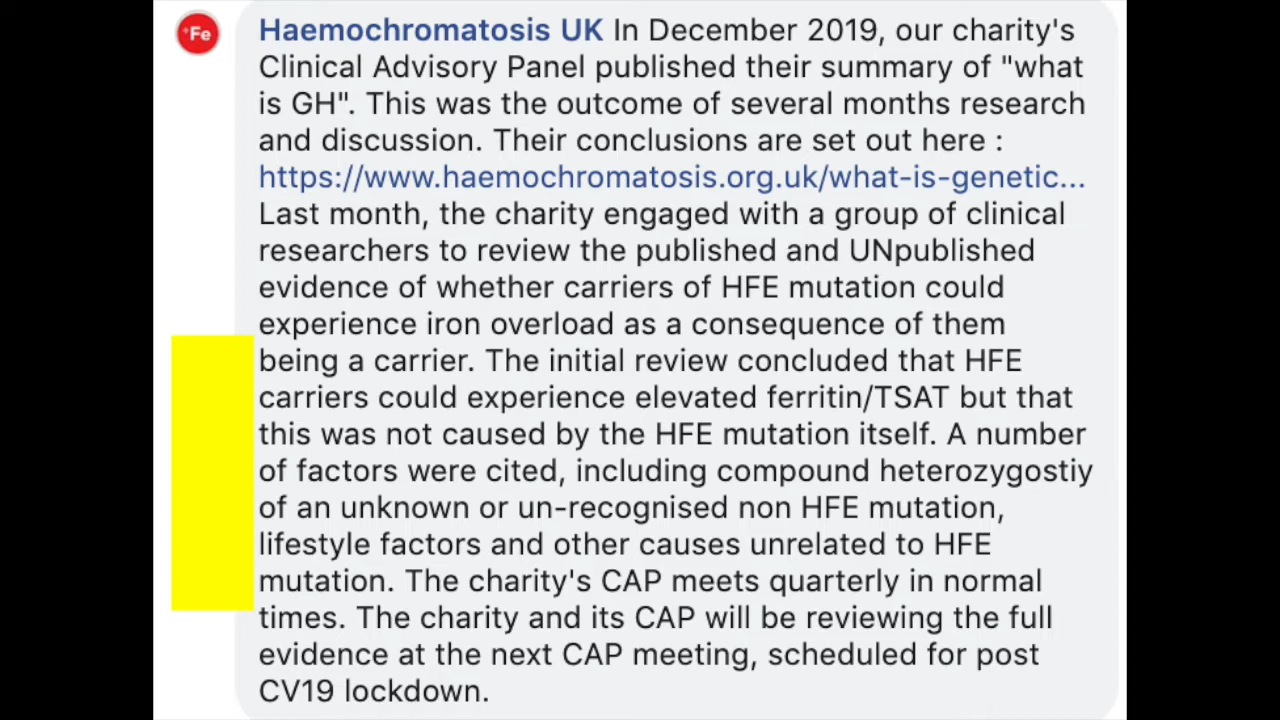 Fe
Haemochromatosis UK In December 2019, our charity's
Clinical Advisory Panel published their summary of "what
is GH". This was the outcome of several months research
and discussion. Their conclusions are set out here :
https://www.haemochromatosis.org.uk/what-is-genetic...
Last month, the charity engaged with a group of clinical
researchers to review the published and UNpublished
evidence of whether carriers of HFE mutation could
experience iron overload as a consequence of them
being a carrier. The initial review concluded that HFE
carriers could experience elevated ferritin/TSAT but that
this was not caused by the HFE mutation itself. A number
of factors were cited, including compound heterozygostiy
of an unknown or un-recognised non HFE mutation,
lifestyle factors and other causes unrelated to HFE
mutation. The charity's CAP meets quarterly in normal
times. The charity and its CAP will be reviewing the full
evidence at the next CAP meeting, scheduled for post
CV19 lockdown.